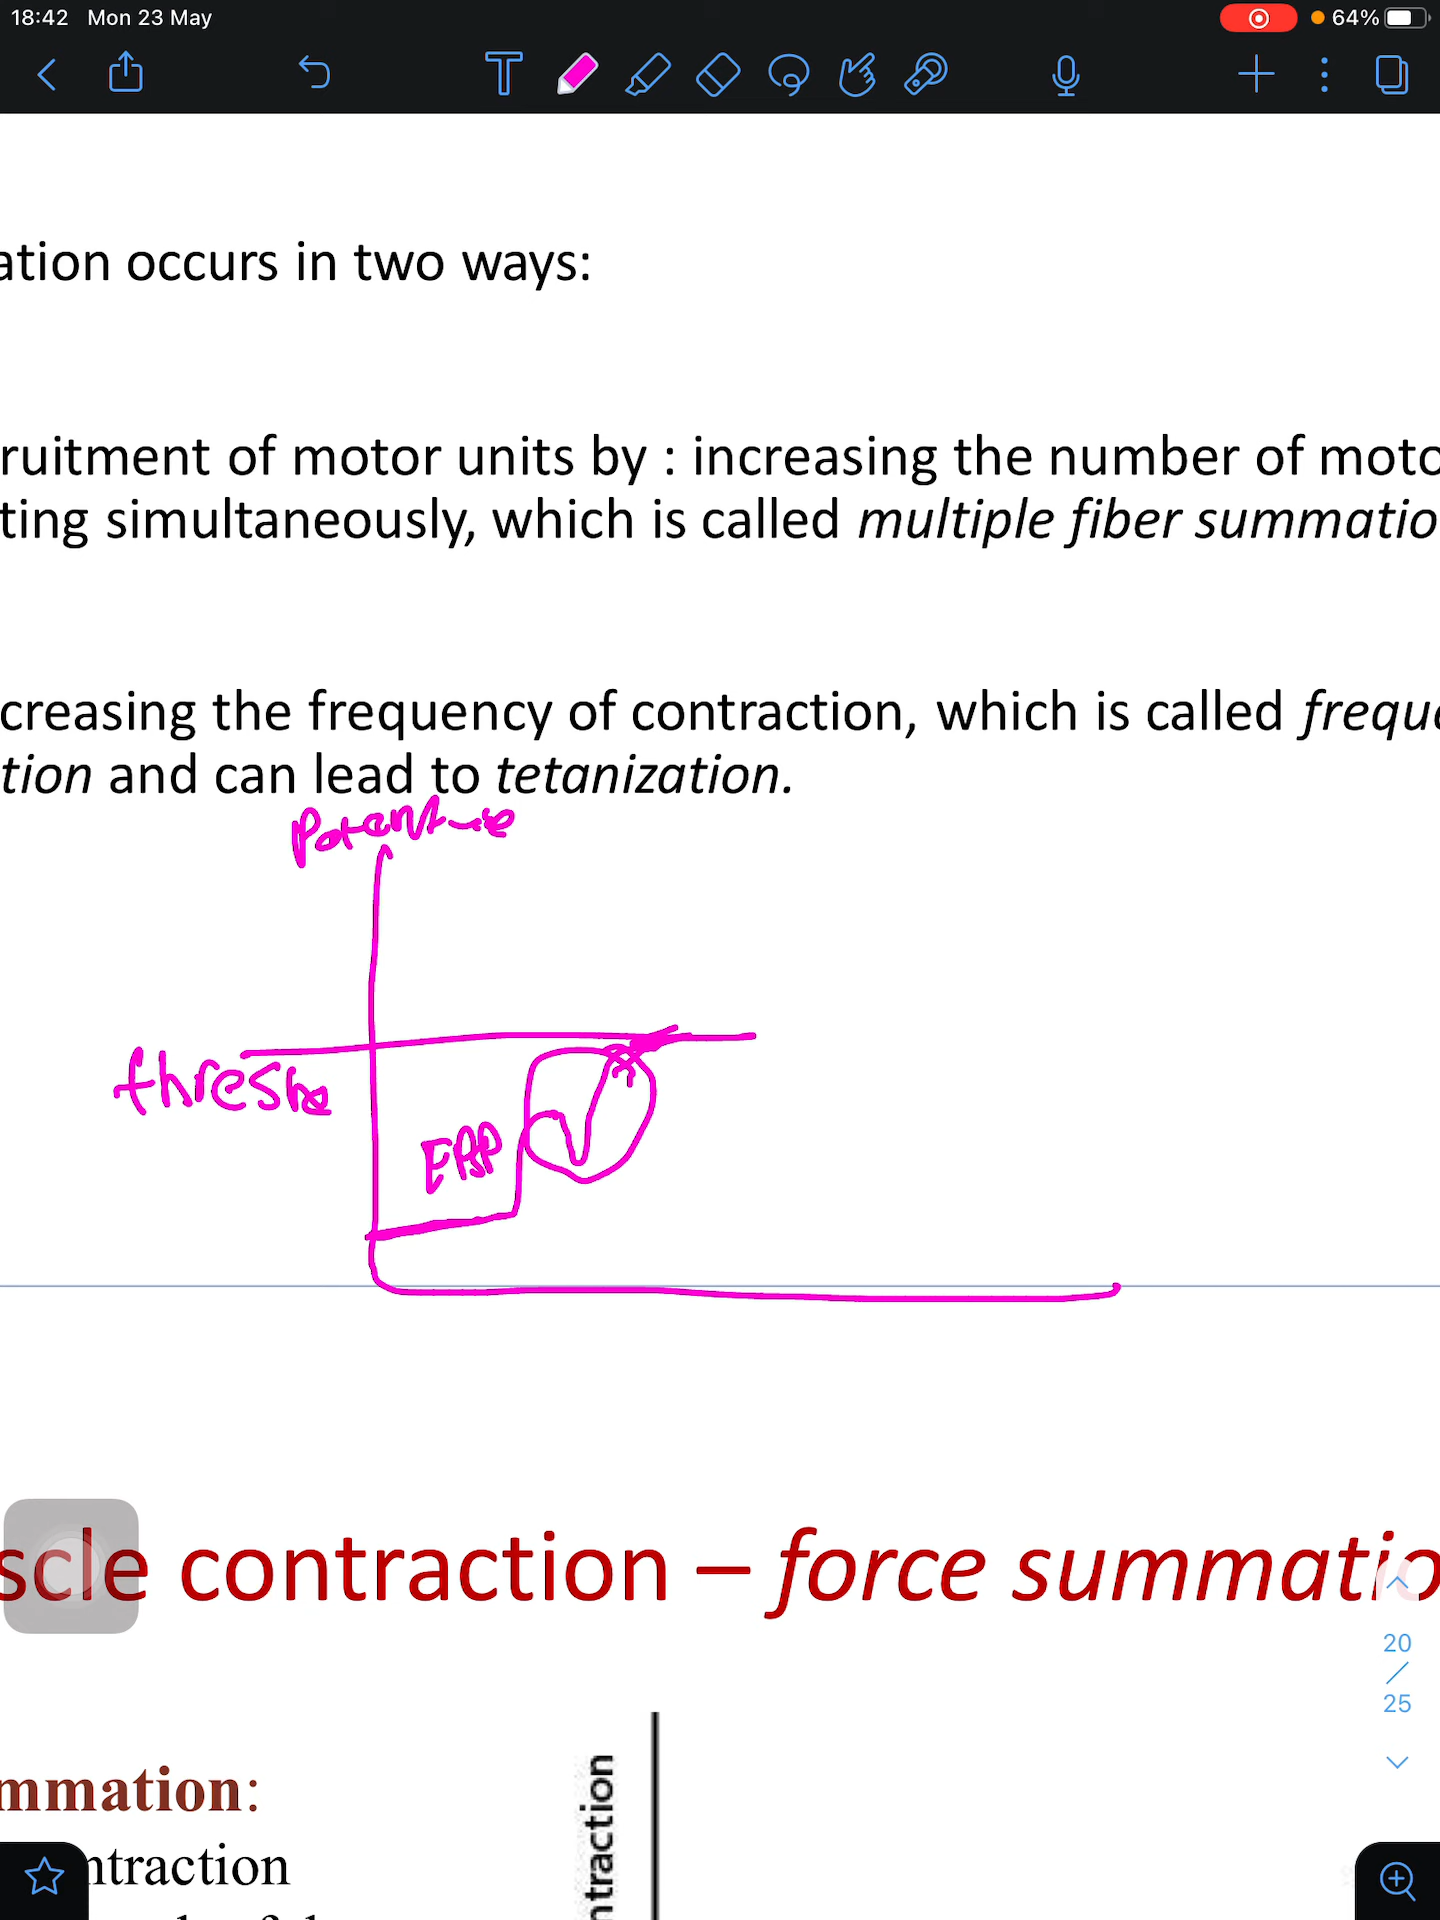 18:42 Mon 23 May 64%
T
ation occurs in two ways:
ruitment of motor units by : increasing the number of moto
ting simultaneously, which is called multiple fiber summatio
creasing the frequency of contraction, which is called freque
tion and can lead to tetanization.
thresho
scle contraction – force summatio
20
/
25
mmation:
ntraction
ntraction